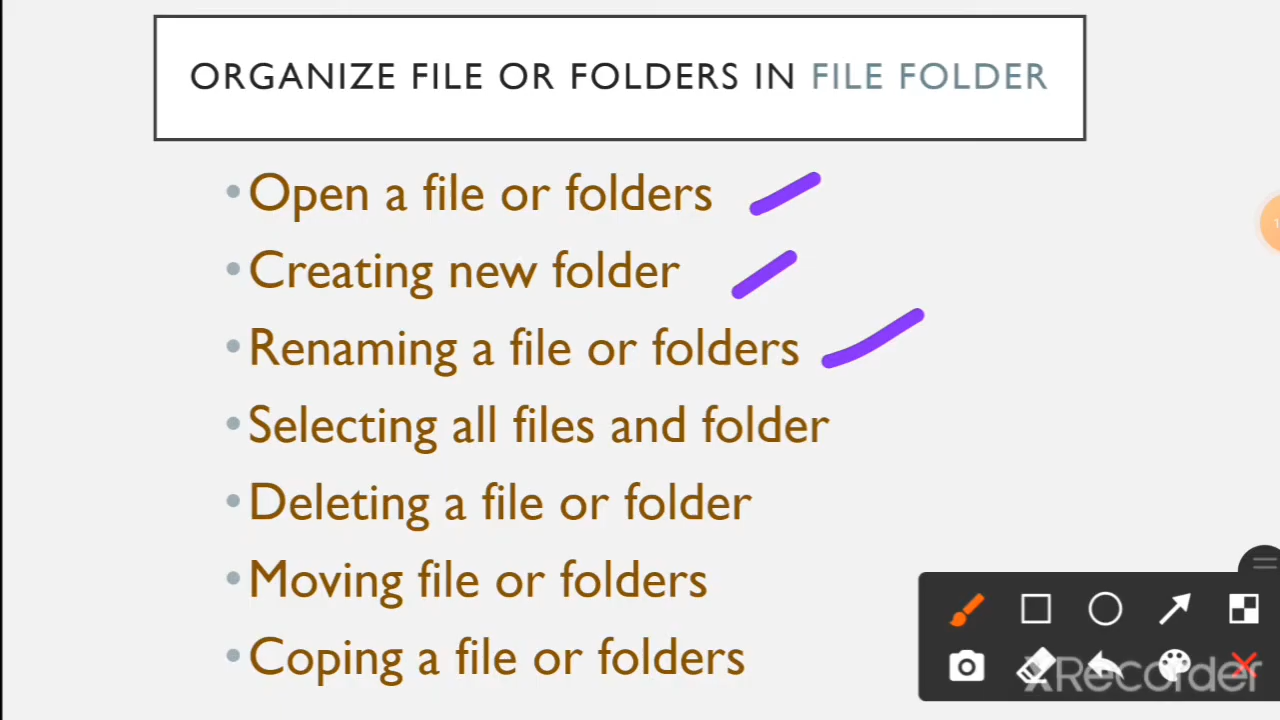 ORGANIZE FILE OR FOLDERS IN FILE FOLDER
• Open a file or folders
• Creating new folder
• Renaming a file or folders
• Selecting all files and folder
• Deleting a file or folder
• Moving file or folders
• Coping a file or folders
XRecorder